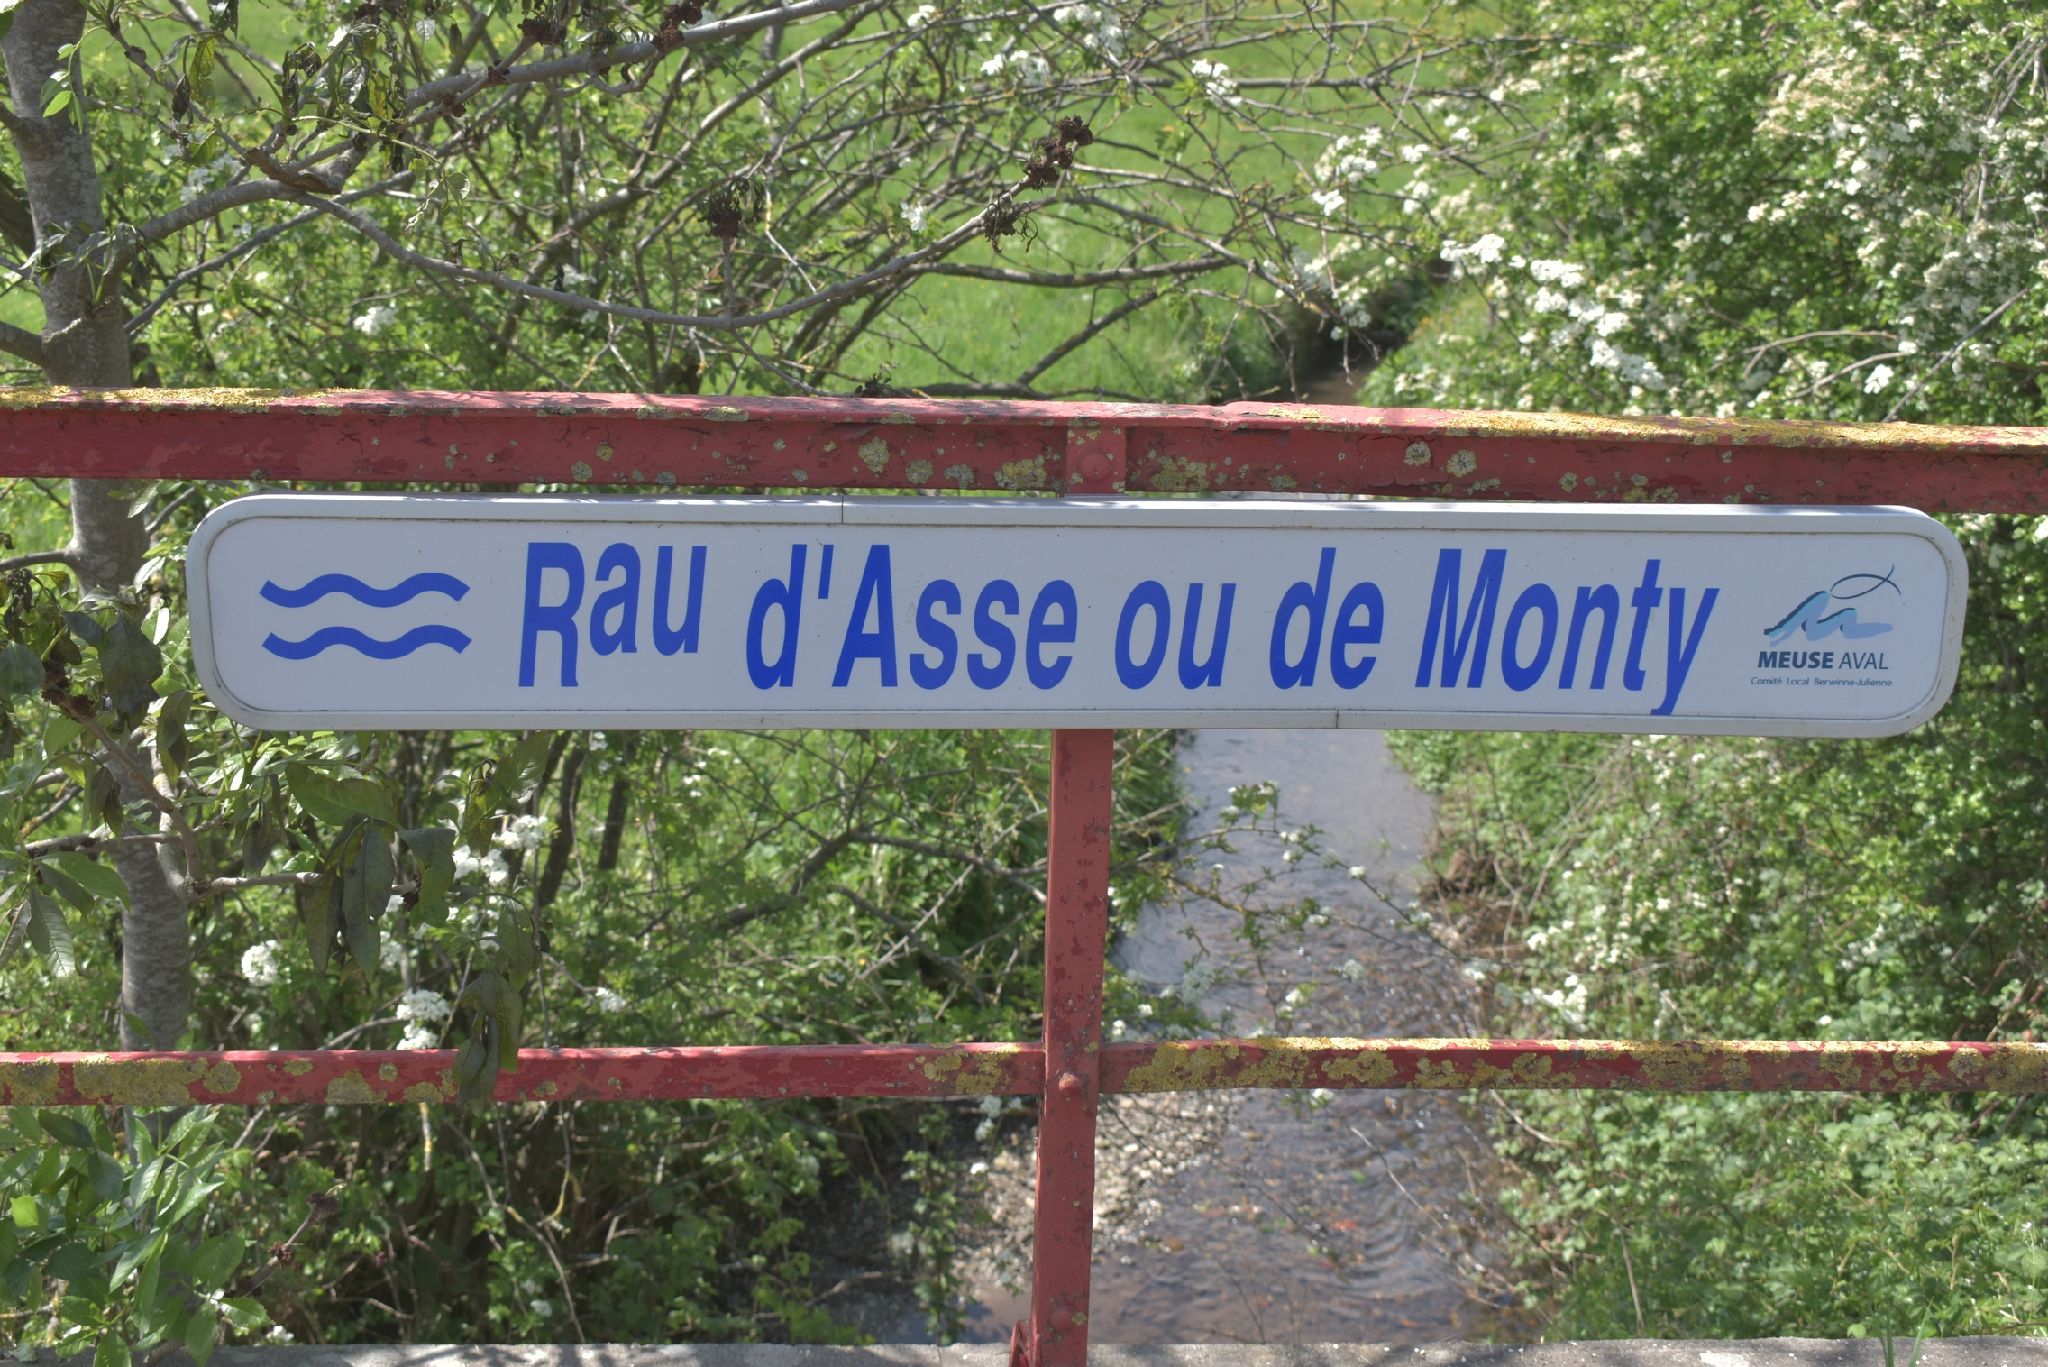 Rau d'Asse ou de Monty
MEUSE AVAL
Comité Local Berwinne-Julienne